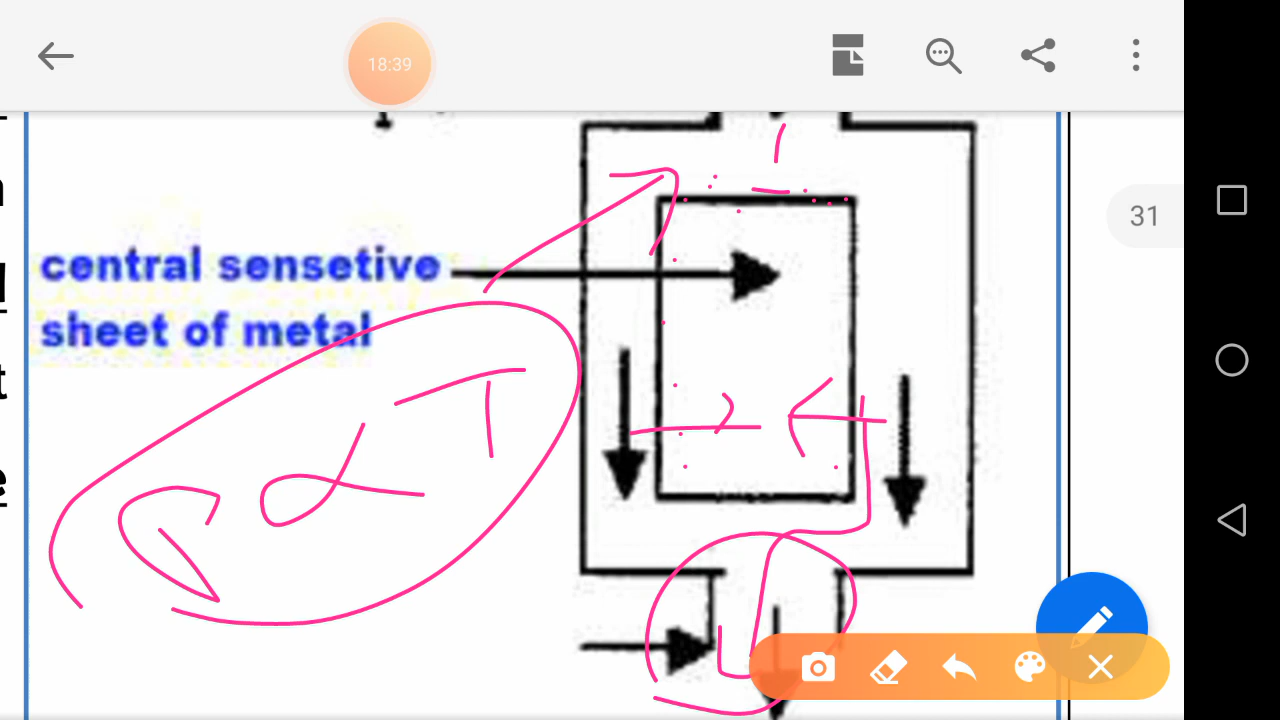 18:39
central sensetive
sheet of metal
31
α T